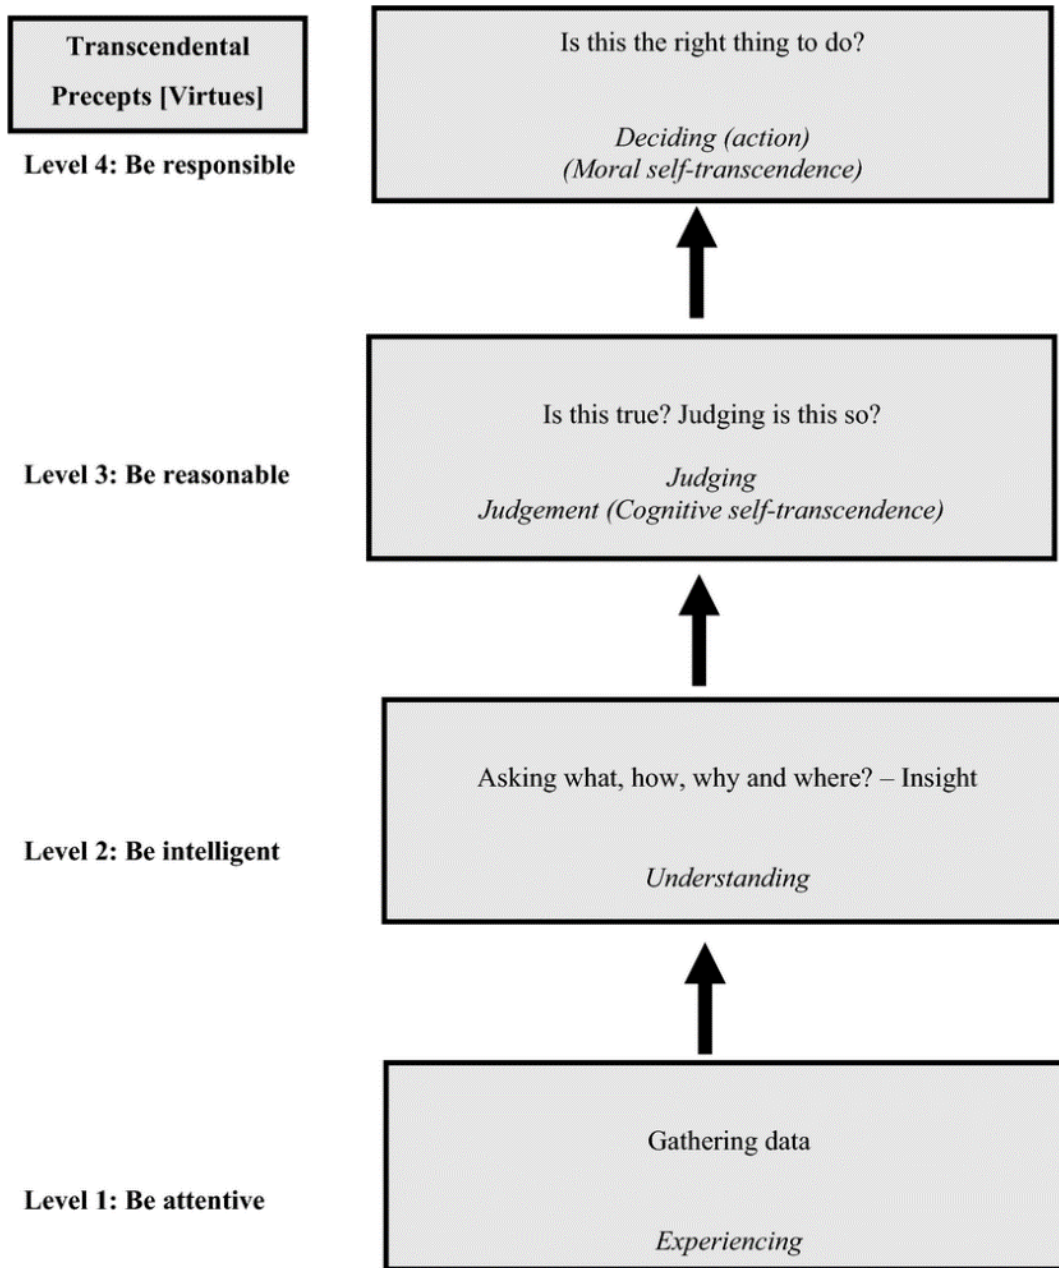 Transcendental
Precepts [Virtues]
Is this the right thing to do?
Deciding (action)
(Moral self-transcendence)
Level 4: Be responsible
Is this true? Judging is this so?
Judging
Judgement (Cognitive self-transcendence)
Level 3: Be reasonable
Asking what, how, why and where? – Insight
Understanding
Level 2: Be intelligent
Gathering data
Experiencing
Level 1: Be attentive